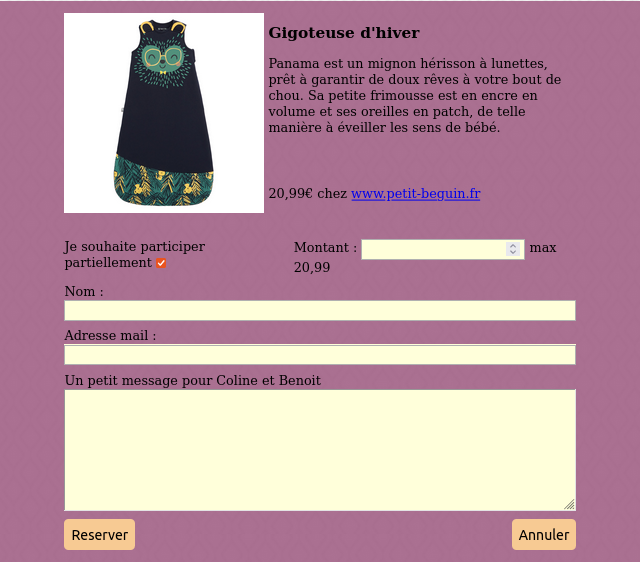 Gigoteuse d'hiver
Panama est un mignon hérisson à lunettes,
prêt à garantir de doux rêves à votre bout de
chou. Sa petite frimousse est en encre en
volume et ses oreilles en patch, de telle
manière à éveiller les sens de bébé.
20,99€ chez www.petit-beguin.fr
Je souhaite participer
partiellement
Montant : max
20,99
Nom :
Adresse mail :
Un petit message pour Coline et Benoit
Reserver Annuler